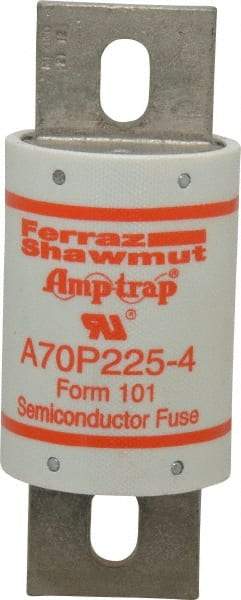 Ferraz
Shawmut
Amp-trap®
A70P225-4
Form 101
Semiconductor Fuse